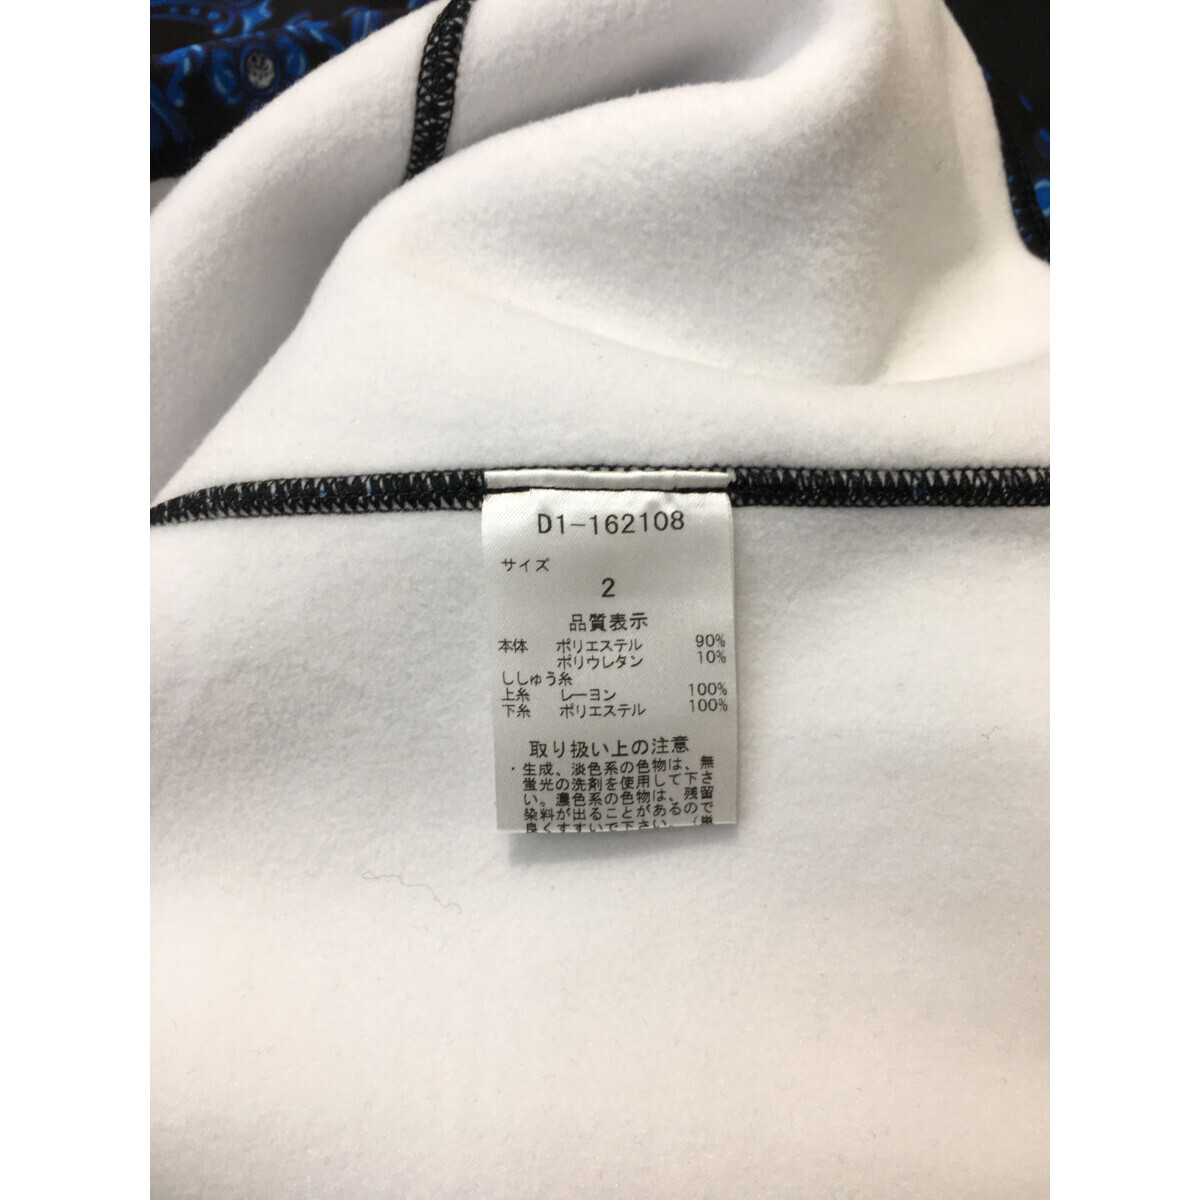 D1-162108
サイズ
2
品質表示
本体 ポリエステル 90%
ポリウレタン 10%
ししゅう糸
上糸 レーヨン 100%
下糸 ポリエステル 100%
取り扱い上の注意
・生成、淡色系の色物は、無
蛍光の洗剤を使用して下さ
い。濃色系の色物は、残留
染料が出ることがあるので
良くすすいで下さい。（単